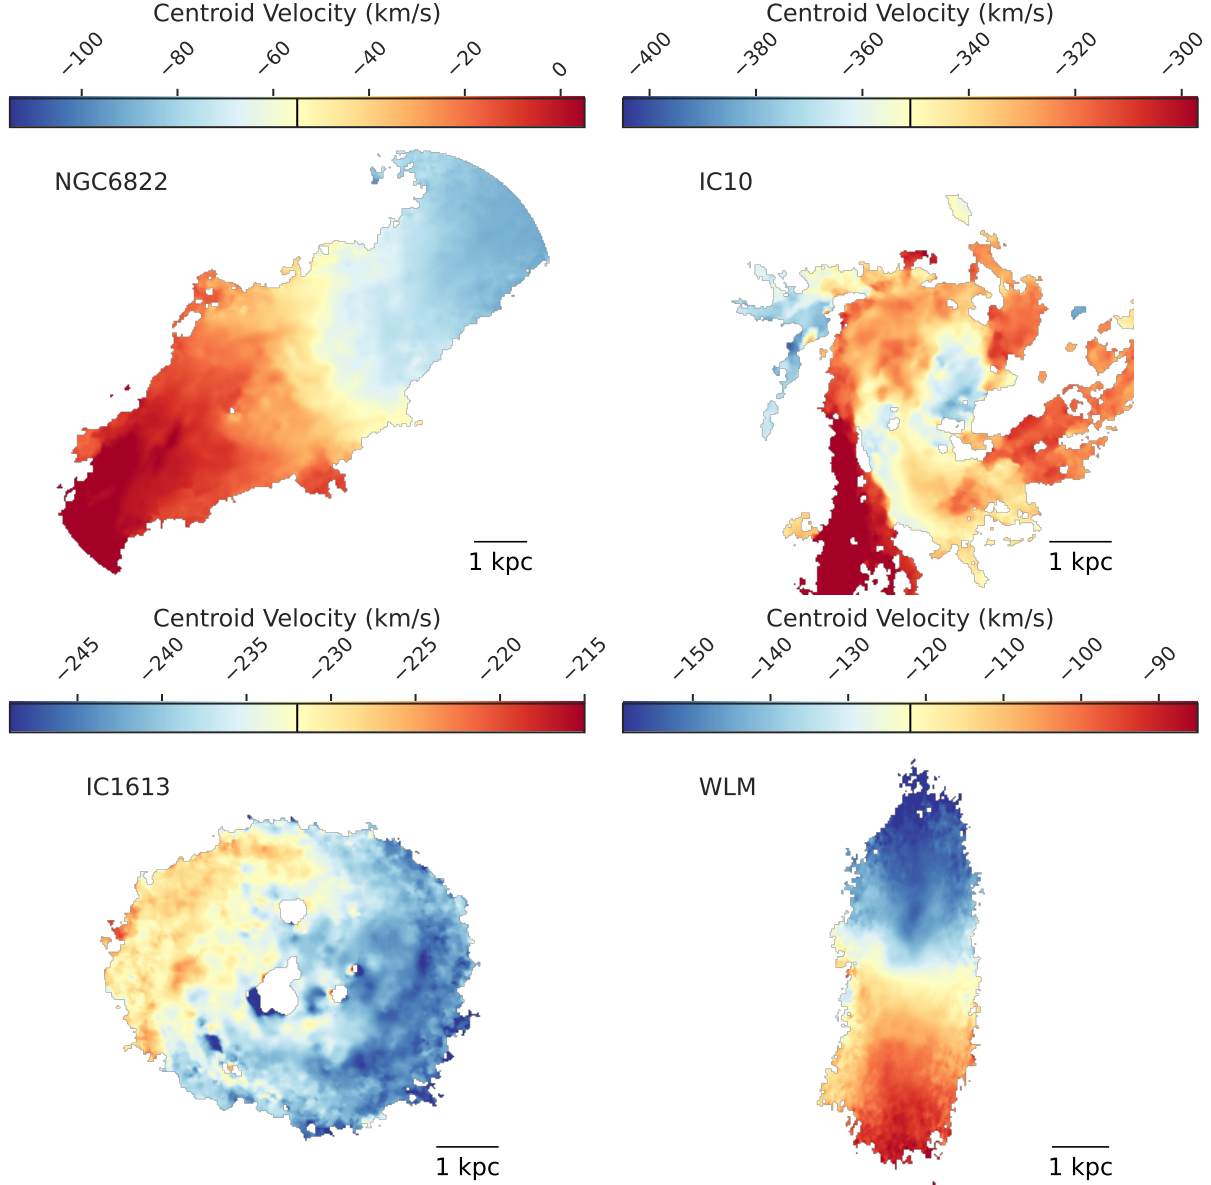 Centroid Velocity (km/s)
−100 −80 −60 −40 −20 0
NGC6822
1 kpc
Centroid Velocity (km/s)
−400 −380 −360 −340 −320 −300
IC10
1 kpc
Centroid Velocity (km/s)
−245 −240 −235 −230 −225 −220 −215
IC1613
1 kpc
Centroid Velocity (km/s)
−150 −140 −130 −120 −110 −100 −90
WLM
1 kpc